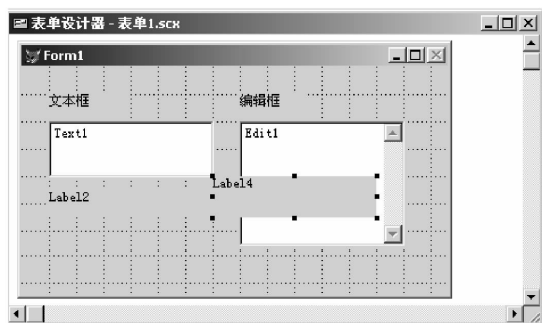 表单设计器 - 表单1.scx
Form1
文本框
编辑框
Text1
Edit1
Label4
Label2